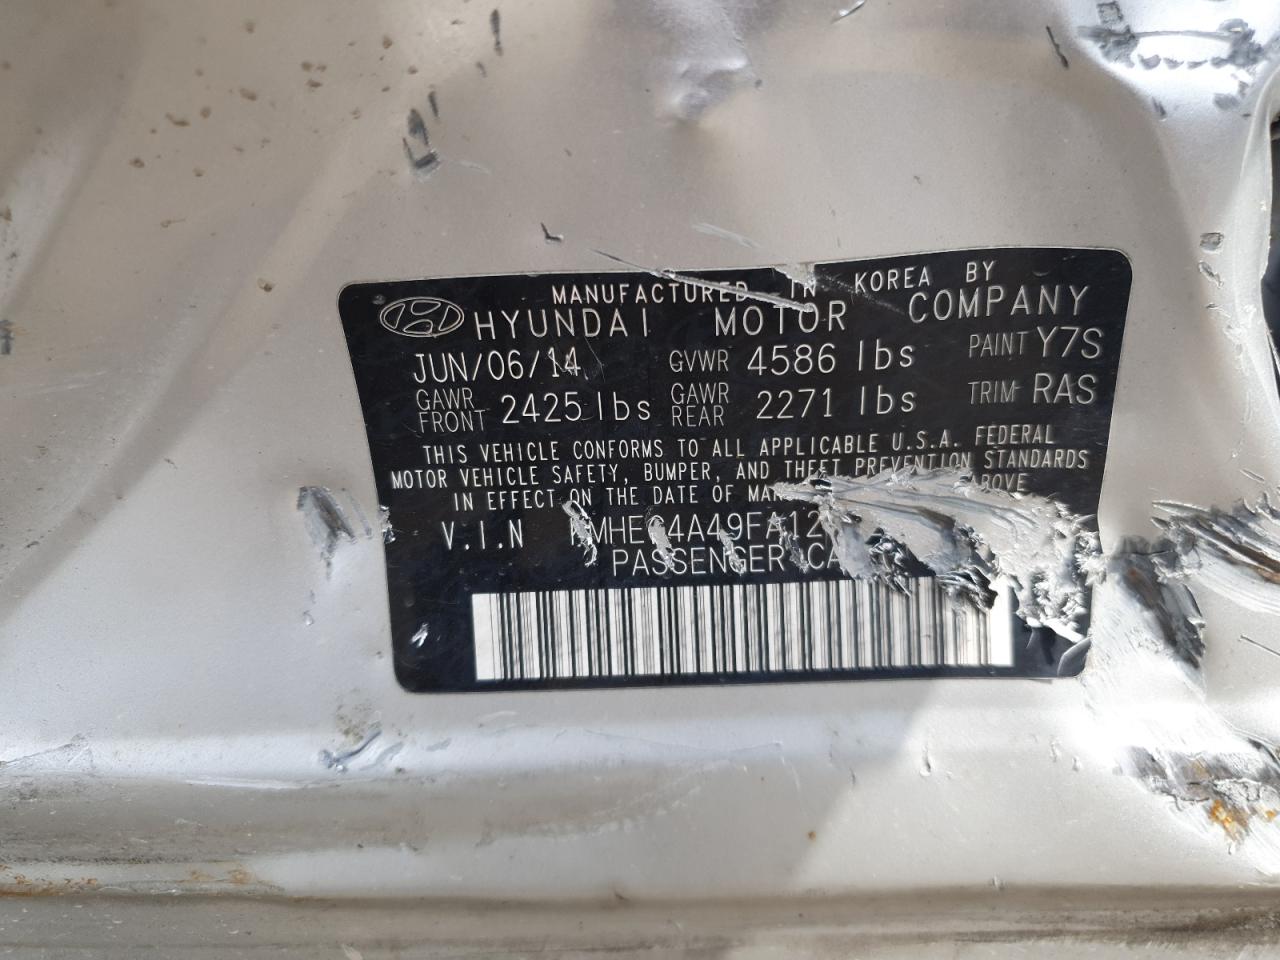 MANUFACTURED IN KOREA BY
HYUNDAI MOTOR COMPANY
JUN/06/14 GVWR 4586 lbs PAINT Y7S
GAWR FRONT 2425 lbs GAWR REAR 2271 lbs TRIM RAS
THIS VEHICLE CONFORMS TO ALL APPLICABLE U.S.A. FEDERAL
MOTOR VEHICLE SAFETY, BUMPER, AND THEFT PREVENTION STANDARDS
IN EFFECT ON THE DATE OF ABOVE
V.I.N
PASSENGER